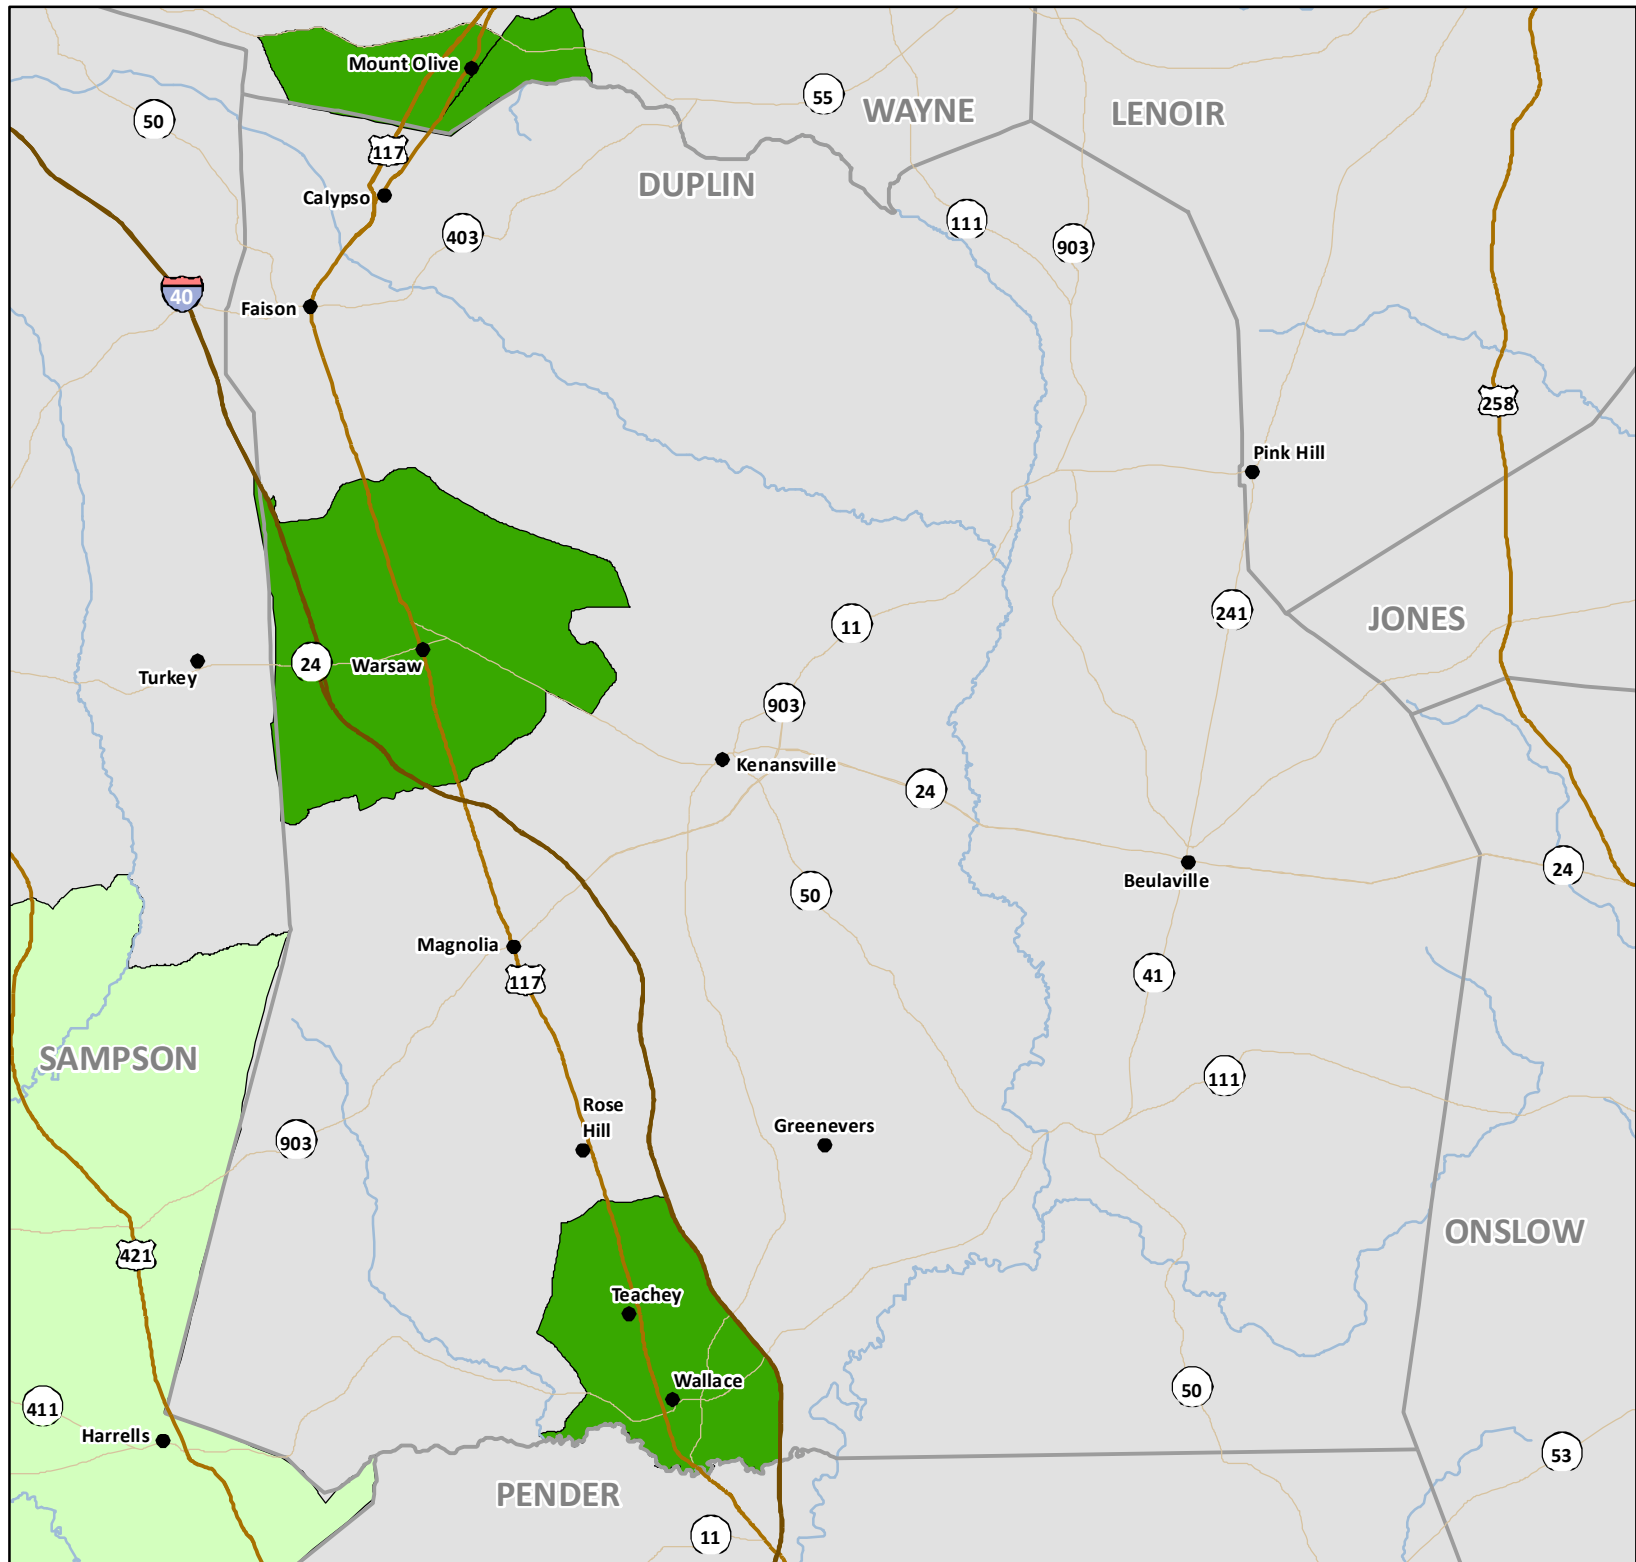 Mount Olive
55
WAYNE
LENOIR
50
117
DUPLIN
Calypso
111
403
903
40
Faison
258
Pink Hill
11
241
JONES
24
Warsaw
Turkey
903
Kenansville
24
24
Beulaville
50
Magnolia
117
41
SAMPSON
111
Rose
Hill
Greenevers
903
ONSLOW
421
Teachey
Wallace
50
411
Harrells
53
PENDER
11